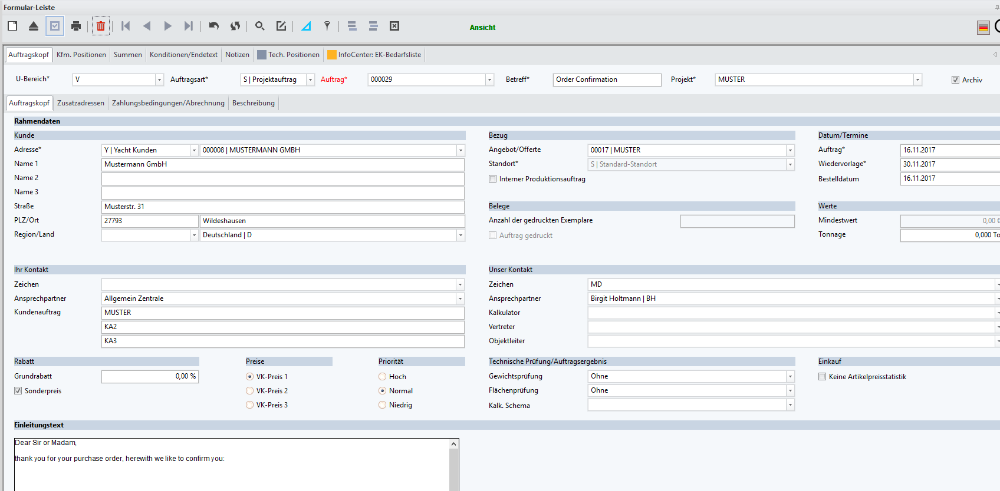 Formular-Leiste
Ansicht
Auftragskopf Kfm. Positionen Summen Konditionen/Endetext Notizen Tech. Positionen InfoCenter: EK-Bedarfsliste
U-Bereich* V Auftragsart* S | Projektauftrag Auftrag* 000029 Betreff* Order Confirmation Projekt* MUSTER Archiv
Auftragskopf Zusatzadressen Zahlungsbedingungen/Abrechnung Beschreibung
Rahmendaten
Kunde Bezug Datum/Termine
Adresse* Y | Yacht Kunden 000008 | MUSTERMANN GMBH Angebot/Offerte 00017 | MUSTER Auftrag* 16.11.2017
Name 1 Mustermann GmbH Standort* S | Standard-Standort Wiedervorlage* 30.11.2017
Name 2 Interner Produktionsauftrag Bestelldatum 16.11.2017
Name 3
Straße Musterstr. 31 Belege Werte
PLZ/Ort 27793 Wildeshausen Anzahl der gedruckten Exemplare Mindestwert 0,00 €
Region/Land Deutschland | D Auftrag gedruckt Tonnage 0,000 To
Ihr Kontakt Unser Kontakt
Zeichen Zeichen MD
Ansprechpartner Allgemein Zentrale Ansprechpartner Birgit Holtmann | BH
Kundenauftrag MUSTER Kalkulator
KA2 Vertreter
KA3 Objektleiter
Rabatt Preise Priorität Technische Prüfung/Auftragsergebnis Einkauf
Grundrabatt 0,00 % VK-Preis 1 Hoch Gewichtsprüfung Ohne Keine Artikelpreisstatistik
Sonderpreis VK-Preis 2 Normal Flächenprüfung Ohne
VK-Preis 3 Niedrig Kalk. Schema
Einleitungstext
Dear Sir or Madam,
thank you for your purchase order, herewith we like to confirm you: